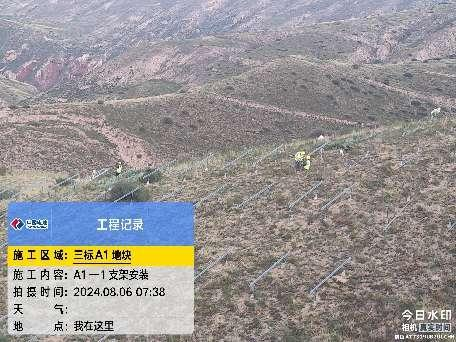 工程记录
施工区域：三标A1地块
施工内容：A1一1支架安装
拍摄时间：2024.08.06 07:38
天 气：
地 点：我在这里
今日水印
相机 真实时间